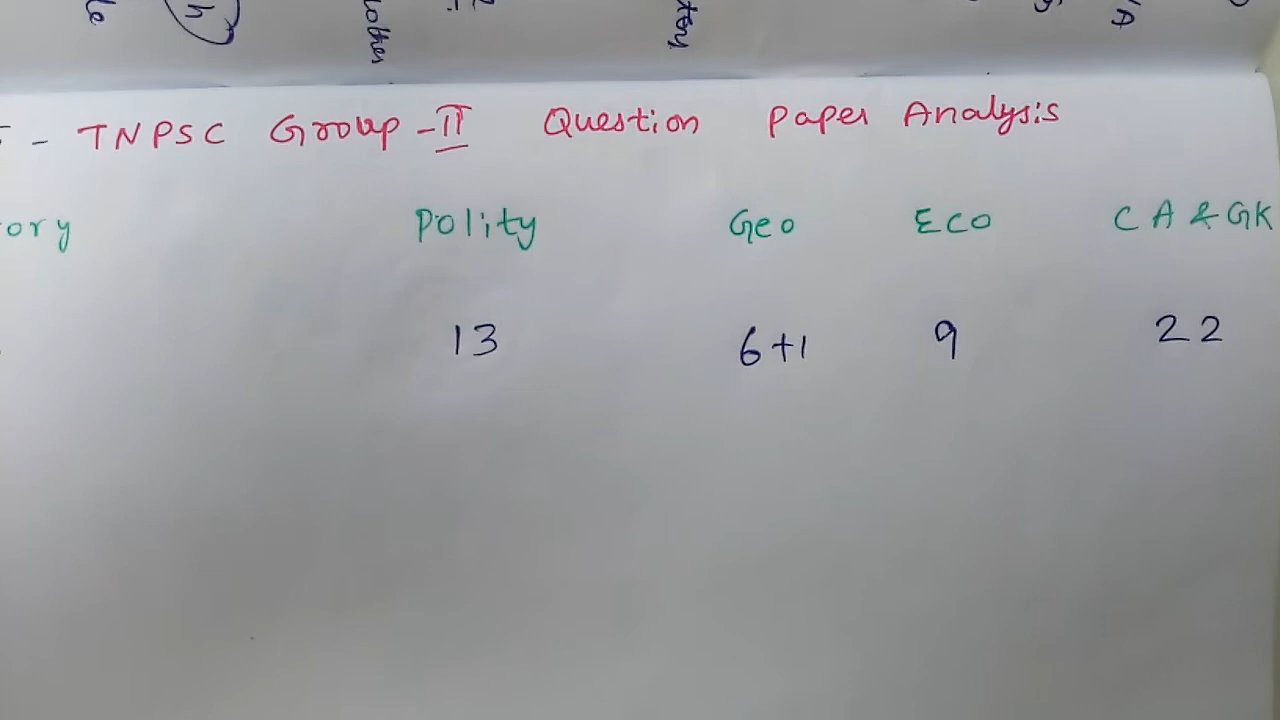 - TNPSC Group - II Question Paper Analysis
ory Polity Geo ECO CA & GK
13 6+1 9 22